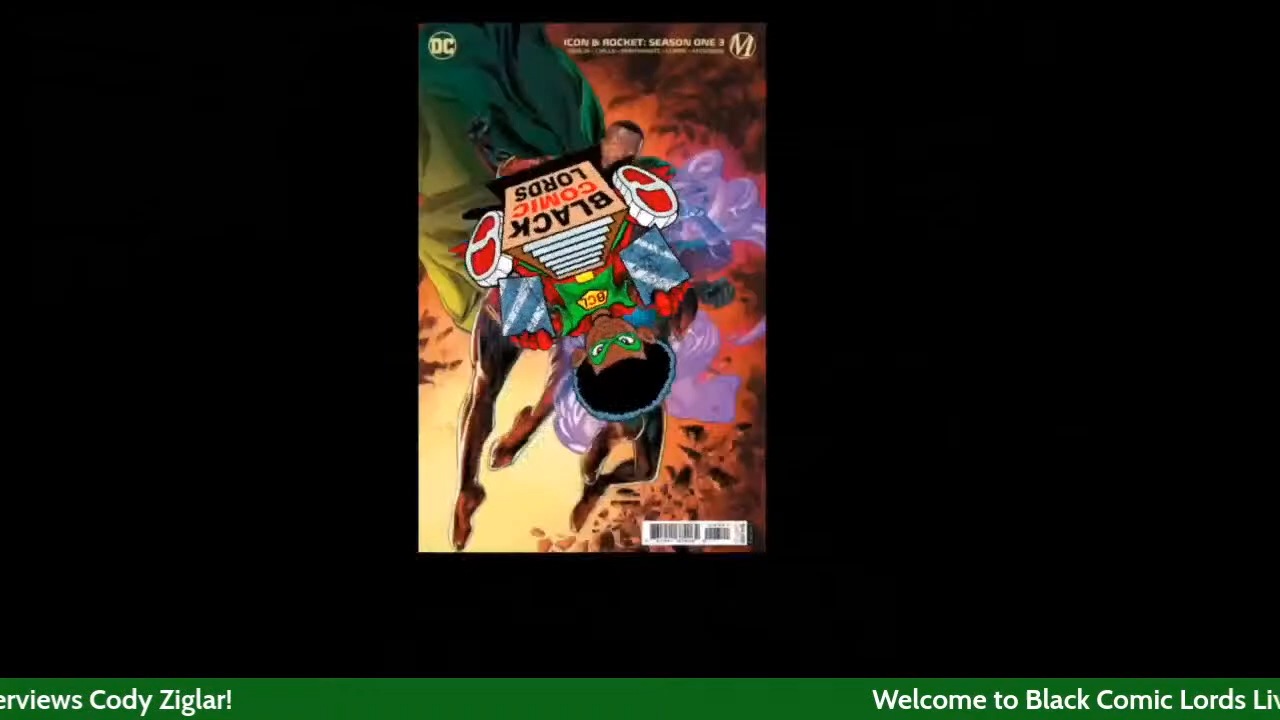 DC
ICON & ROCKET: SEASON ONE 3
M
BLACK
COMIC
LORDS
BCL
erviews Cody Ziglar!
Welcome to Black Comic Lords Liv